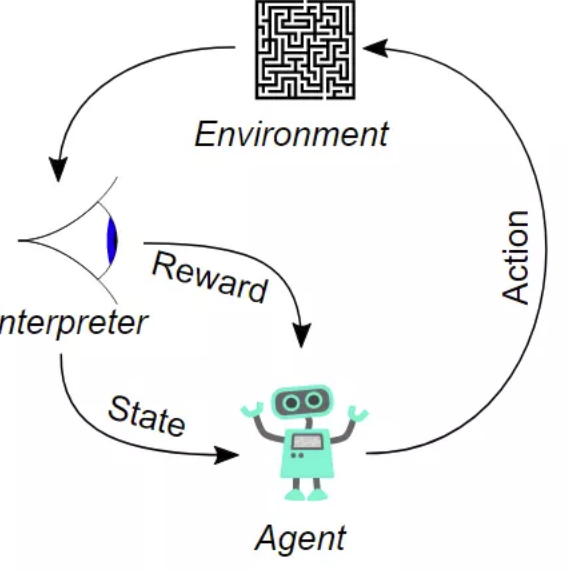 Environment
Reward
Action
nterpreter
State
Agent